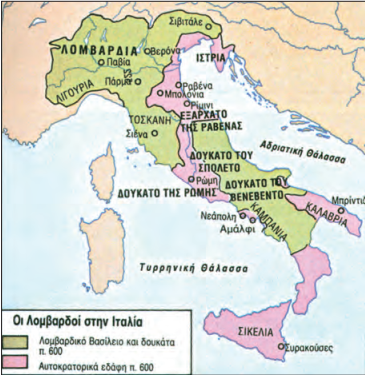 ΣΙΒΙΤΑΛΕ
ΛΟΜΒΑΡΔΙΑ
Βερόνα
ΙΣΤΡΙΑ
Παβία
Πάρμα
Ραβένα
Μπολόνια
Ρίμινι
ΛΙΓΟΥΡΙΑ
ΕΞΑΡΧΑΤΟ
ΤΗΣ ΡΑΒΕΝΑΣ
ΤΟΣΚΑΝΗ
Σιένα
Αδριατική Θάλασσα
ΔΟΥΚΑΤΟ ΤΟΥ
ΣΠΟΛΕΤΟ
Ρώμη
ΔΟΥΚΑΤΟ ΤΗΣ ΡΩΜΗΣ
ΔΟΥΚΑΤΟ ΤΟΥ
ΒΕΝΕΒΕΝΤΟ
Μπρίντιζι
ΚΑΛΑΒΡΙΑ
ΚΑΜΠΑΝΙΑ
Νεάπολη
Αμάλφι
Τυρρηνική Θάλασσα
Οι Λομβαρδοί στην Ιταλία
Λομβαρδικό Βασίλειο και δουκάτα
π. 600
Αυτοκρατορικά εδάφη π. 600
ΣΙΚΕΛΙΑ
Συρακούσες